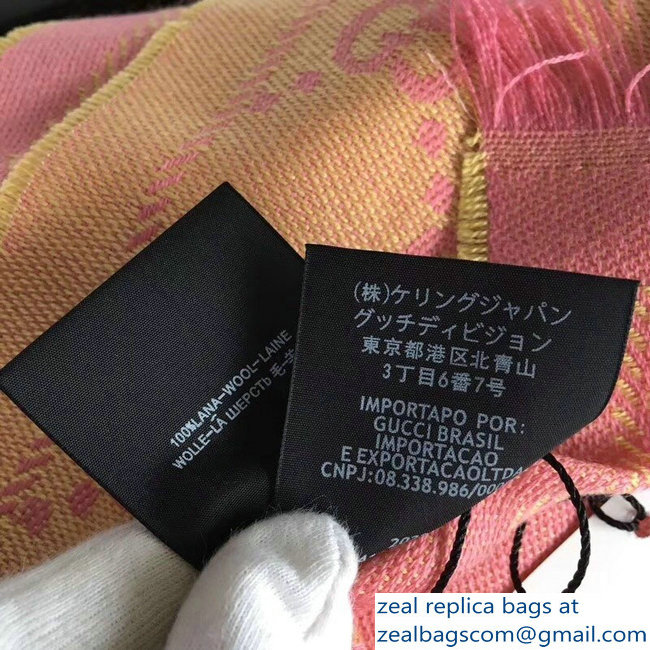 100%LANA-WOOL-LAINE
WOLLE-LÃ ШЕРСТЬ 毛
(株)ケリングジャパン
グッチディビジョン
東京都港区北青山
3丁目6番7号
IMPORTAPO POR:
GUCCI BRASIL
IMPORTACAO
E EXPORTACAOLTDA
CNPJ:08.338.986/000
zeal replica bags at
zealbagscom@gmail.com